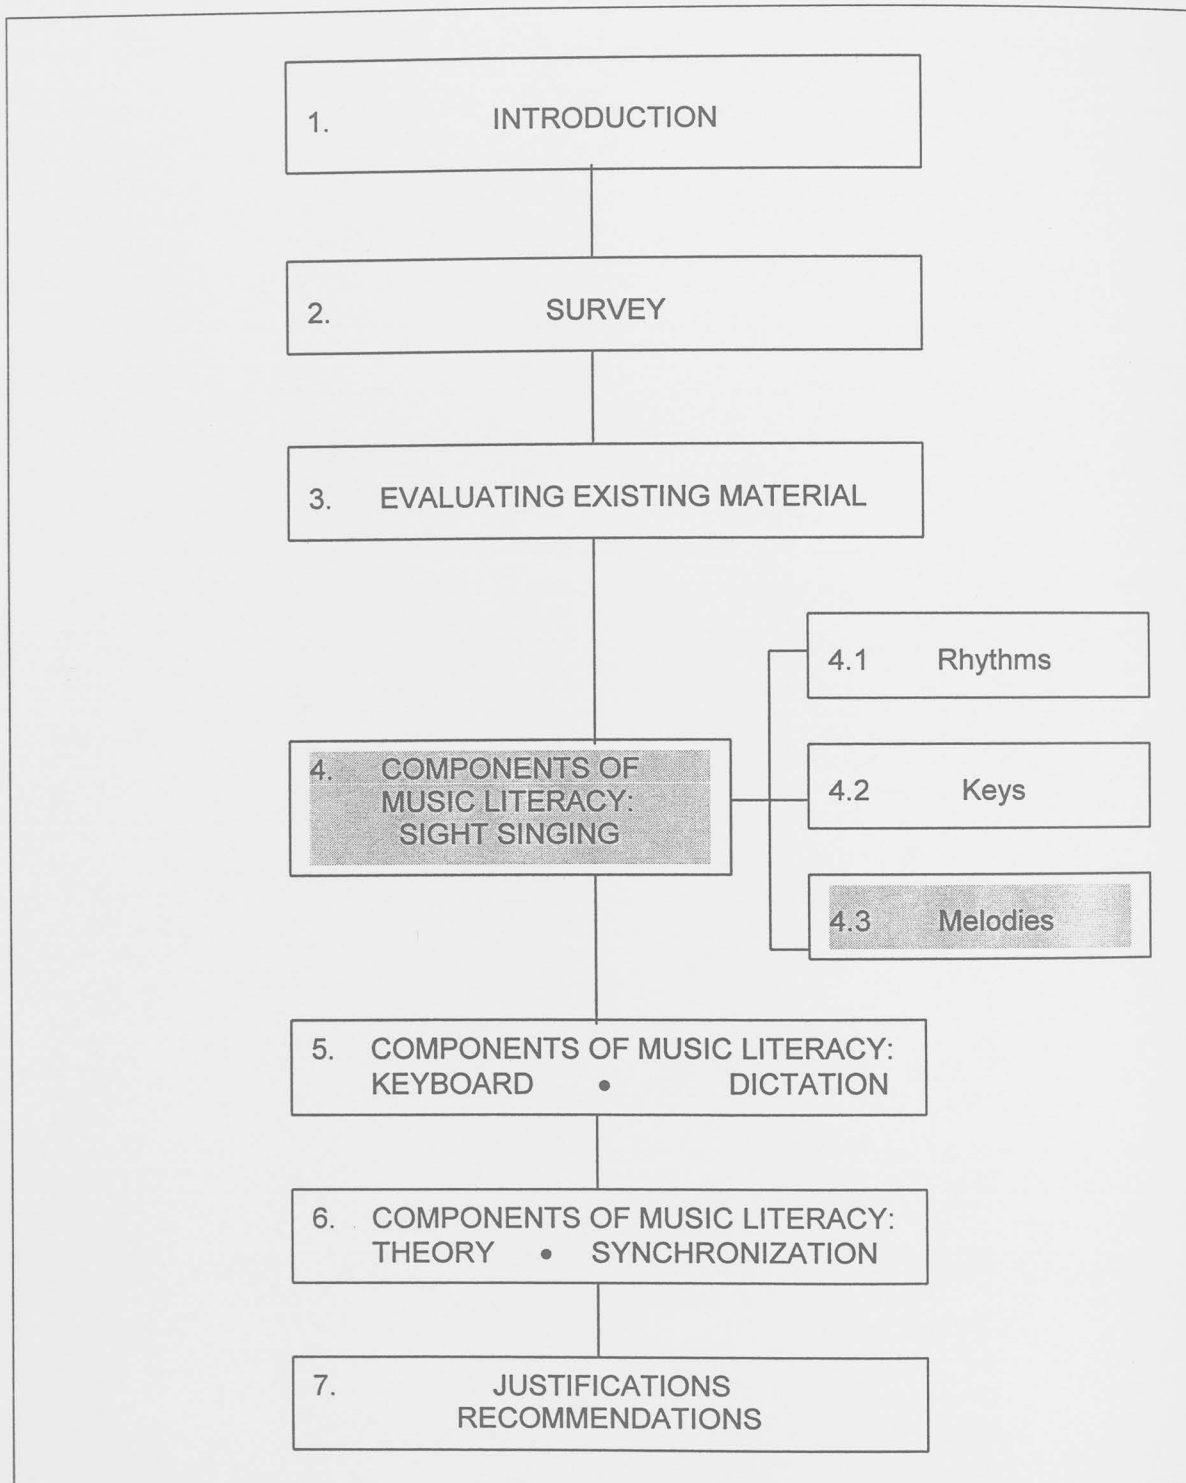 1. INTRODUCTION
2. SURVEY
3. EVALUATING EXISTING MATERIAL
4.1 Rhythms
4. COMPONENTS OF
MUSIC LITERACY:
SIGHT SINGING
4.2 Keys
4.3 Melodies
5. COMPONENTS OF MUSIC LITERACY:
KEYBOARD • DICTATION
6. COMPONENTS OF MUSIC LITERACY:
THEORY • SYNCHRONIZATION
7. JUSTIFICATIONS
RECOMMENDATIONS